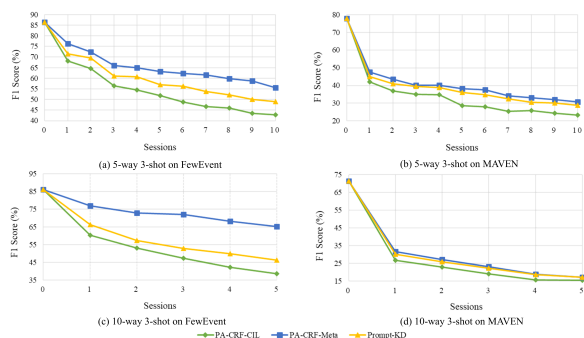 90
85
80
75
70
65
60
55
50
45
40
F1 Score (%)
0 1 2 3 4 5 6 7 8 9 10
Sessions
(a) 5-way 3-shot on FewEvent
80
70
60
50
40
30
20
F1 Score (%)
0 1 2 3 4 5 6 7 8 9 10
Sessions
(b) 5-way 3-shot on MAVEN
95
85
75
65
55
45
35
F1 Score (%)
0 1 2 3 4 5
Sessions
(c) 10-way 3-shot on FewEvent
75
55
35
15
F1 Score (%)
0 1 2 3 4 5
Sessions
(d) 10-way 3-shot on MAVEN
PA-CRF-CIL PA-CRF-Meta Prompt-KD